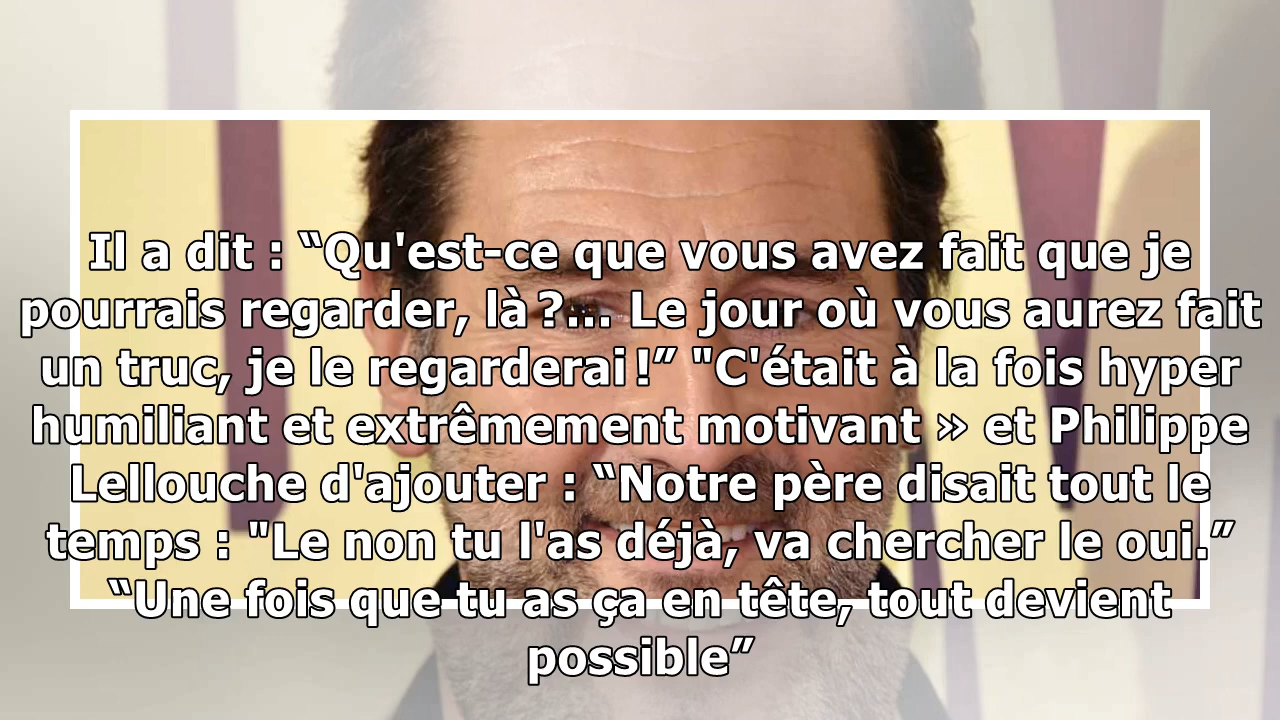 Il a dit : “Qu'est-ce que vous avez fait que je
pourrais regarder, là ?... Le jour où vous aurez fait
un truc, je le regarderai !” "C'était à la fois hyper
humiliant et extrêmement motivant » et Philippe
Lellouche d'ajouter : “Notre père disait tout le
temps : "Le non tu l'as déjà, va chercher le oui.”
“Une fois que tu as ça en tête, tout devient
possible”